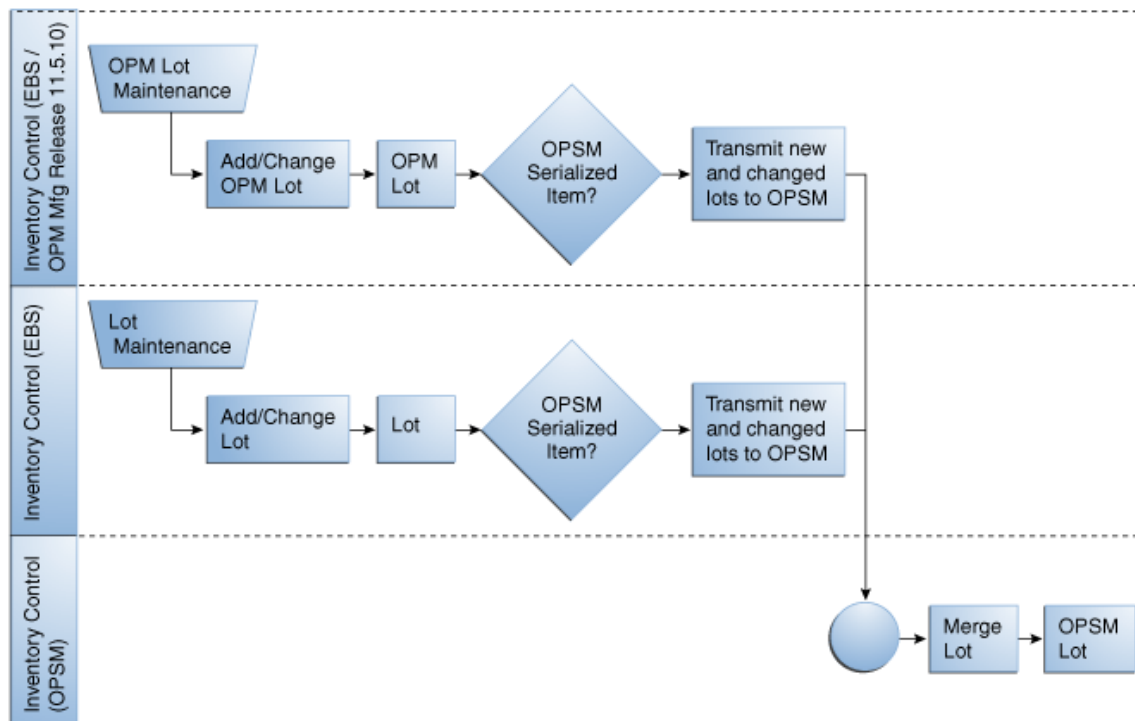 Inventory Control (EBS /
OPM Mfg Release 11.5.10)
OPM Lot
Maintenance
Add/Change
OPM Lot
OPM
Lot
OPSM
Serialized
Item?
Transmit new
and changed
lots to OPSM
Inventory Control (EBS)
Lot
Maintenance
Add/Change
Lot
Lot
OPSM
Serialized
Item?
Transmit new
and changed
lots to OPSM
Inventory Control
(OPSM)
Merge
Lot
OPSM
Lot